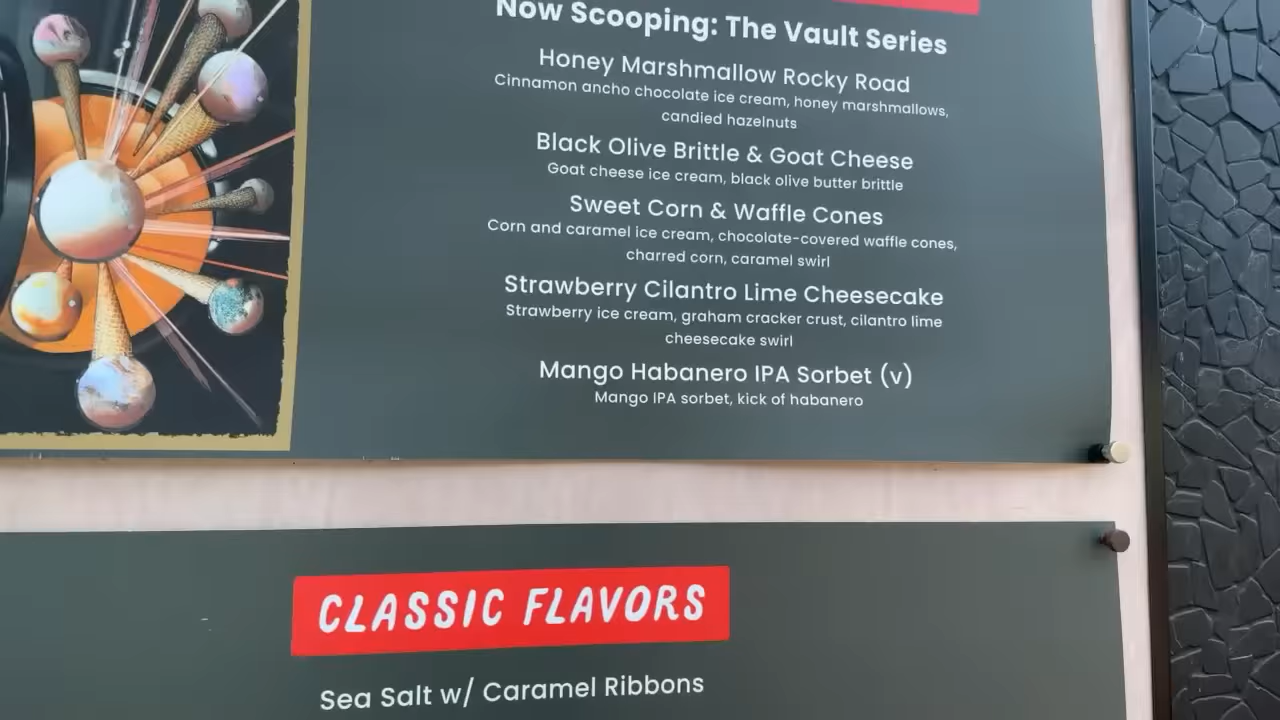 Now Scooping: The Vault Series
Honey Marshmallow Rocky Road
Cinnamon ancho chocolate ice cream, honey marshmallows,
candied hazelnuts
Black Olive Brittle & Goat Cheese
Goat cheese ice cream, black olive butter brittle
Sweet Corn & Waffle Cones
Corn and caramel ice cream, chocolate-covered waffle cones,
charred corn, caramel swirl
Strawberry Cilantro Lime Cheesecake
Strawberry ice cream, graham cracker crust, cilantro lime
cheesecake swirl
Mango Habanero IPA Sorbet (v)
Mango IPA sorbet, kick of habanero
CLASSIC FLAVORS
Sea Salt w/ Caramel Ribbons